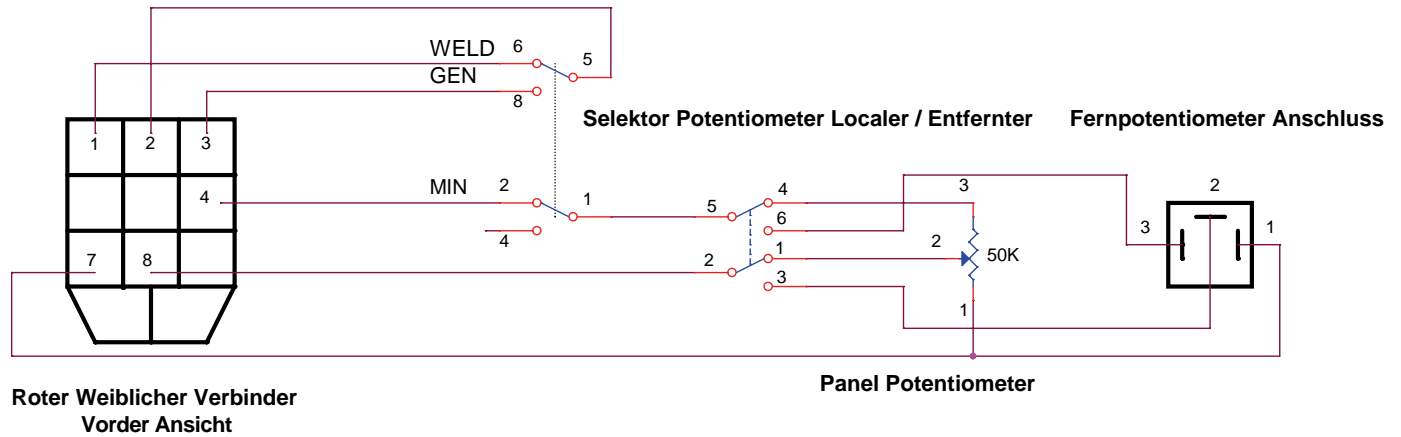 WELD 6
5
GEN
8
Selektor Potentiometer Localer / Entfernter
Fernpotentiometer Anschluss
1 2 3
4
MIN 2
1
4
5
4
6
3
2
3
1
7 8
2
1
3
2
50K
1
Panel Potentiometer
Roter Weiblicher Verbinder
Vorder Ansicht